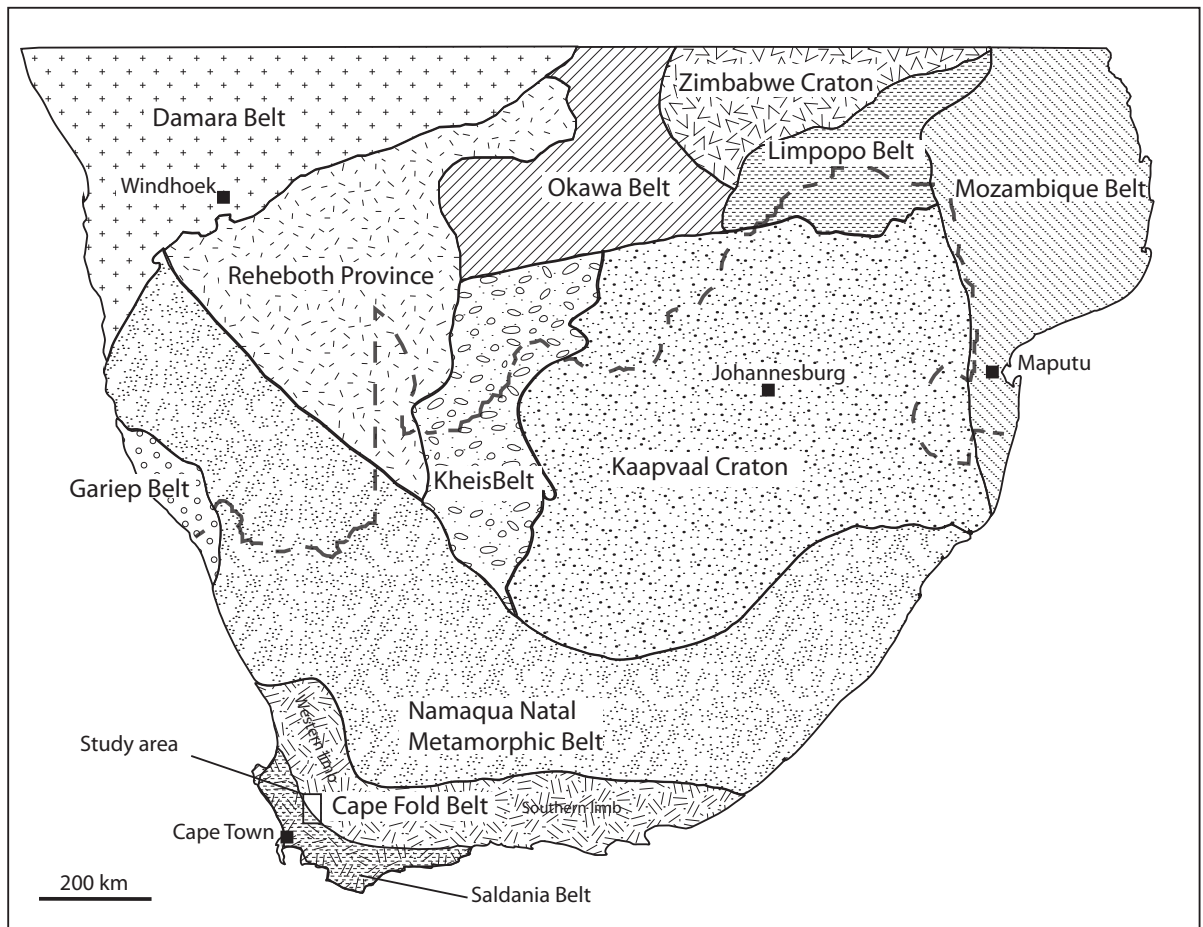 Zimbabwe Craton
Damara Belt
Limpopo Belt
Windhoek
Okawa Belt
Mozambique Belt
Reheboth Province
Johannesburg
Maputu
Kaapvaal Craton
KheisBelt
Gariep Belt
Namaqua Natal
Metamorphic Belt
Western limb
Study area
Cape Fold Belt
Southern limb
Cape Town
200 km
Saldania Belt